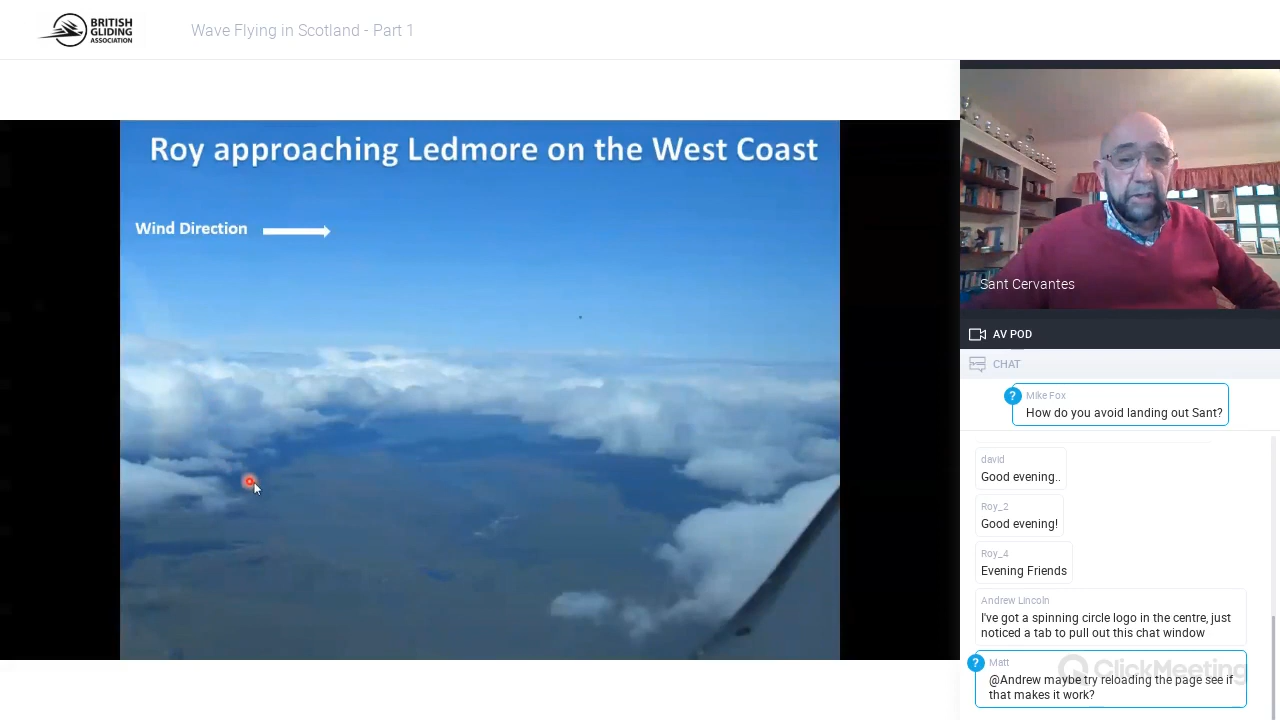 BRITISH
GLIDING
ASSOCIATION
Wave Flying in Scotland - Part 1
Roy approaching Ledmore on the West Coast
Wind Direction
Sant Cervantes
AV POD
CHAT
?
Mike Fox
How do you avoid landing out Sant?
david
Good evening..
Roy_2
Good evening!
Roy_4
Evening Friends
Andrew Lincoln
I've got a spinning circle logo in the centre, just
noticed a tab to pull out this chat window
?
Matt
@Andrew maybe try reloading the page see if
that makes it work?
ClickMeeting